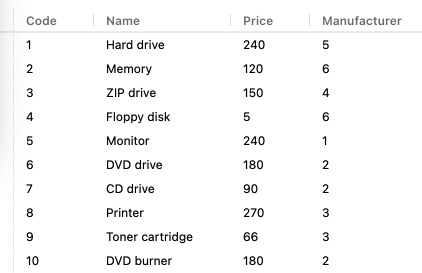 Code Name Price Manufacturer
1 Hard drive 240 5
2 Memory 120 6
3 ZIP drive 150 4
4 Floppy disk 5 6
5 Monitor 240 1
6 DVD drive 180 2
7 CD drive 90 2
8 Printer 270 3
9 Toner cartridge 66 3
10 DVD burner 180 2